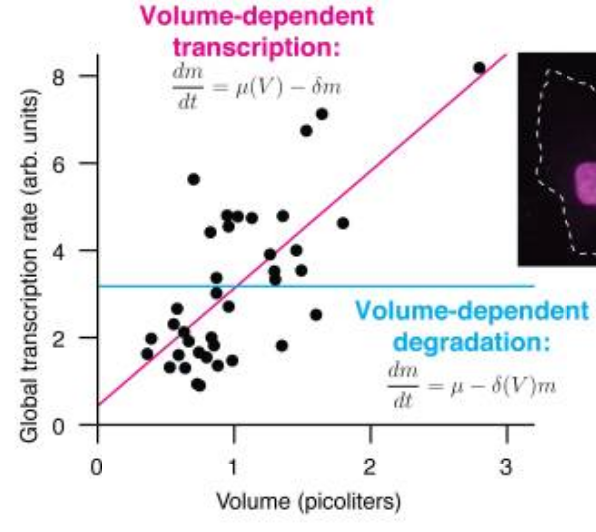 Volume-dependent
transcription:
dm/dt = μ(V) − δm
Global transcription rate (arb. units)
8
6
4
2
0
Volume-dependent
degradation:
dm/dt = μ − δ(V)m
0 1 2 3
Volume (picoliters)